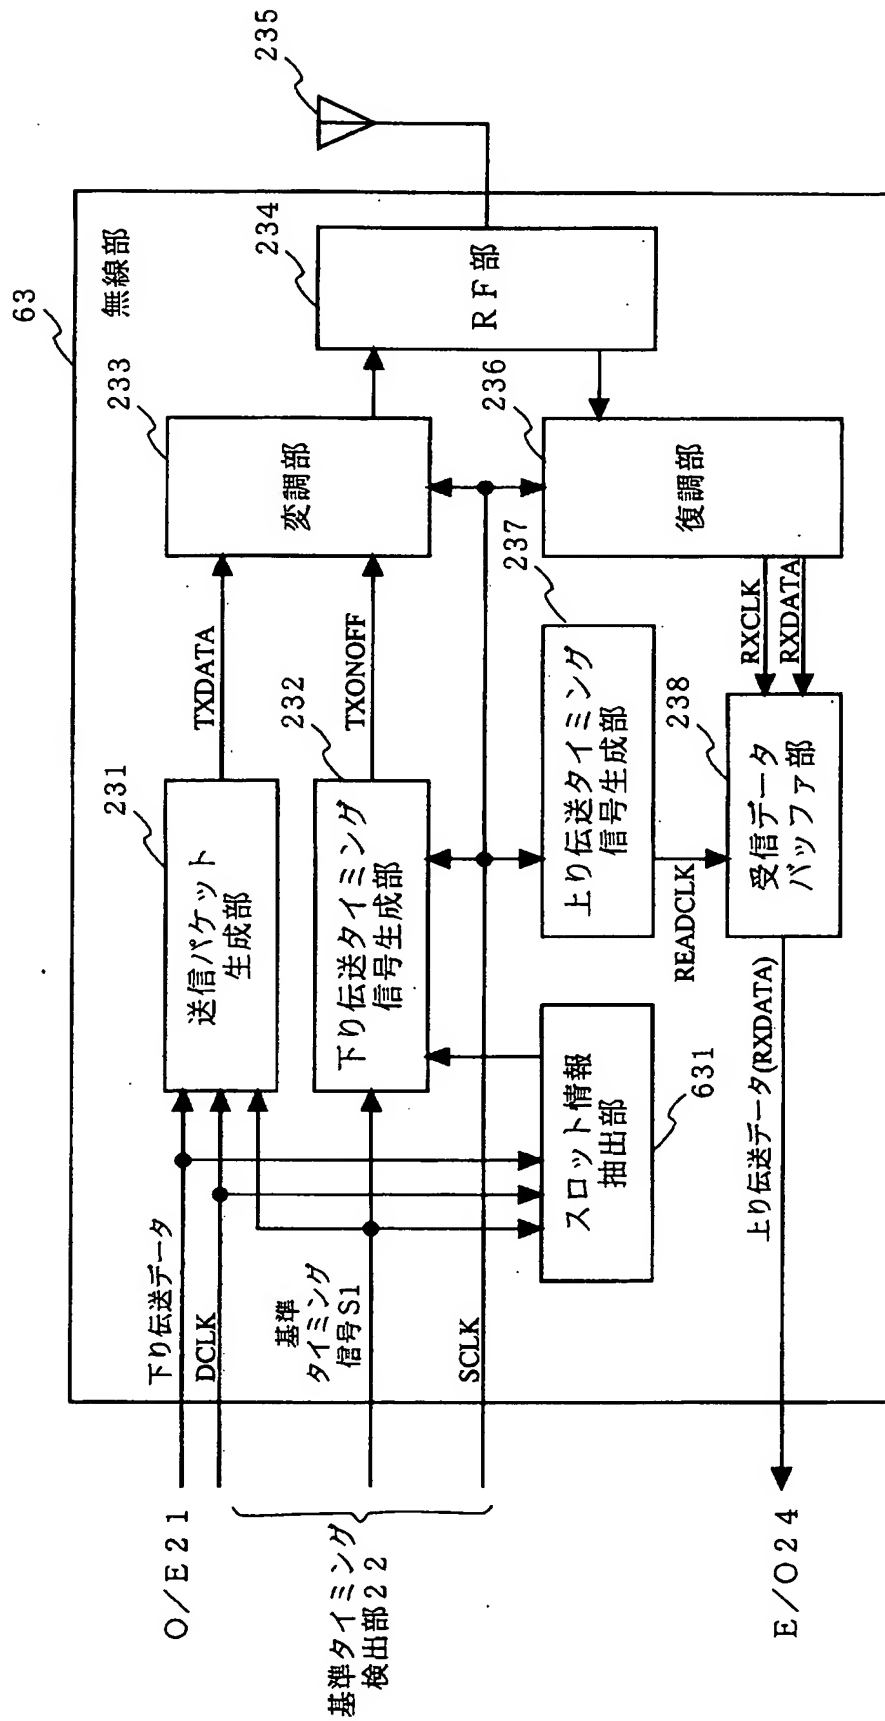 63
無線部
O/E21
下り伝送データ
DCLK
基準タイミング
検出部22
基準
タイミング
信号S1
SCLK
231
送信パケット
生成部
TXDATA
232
下り伝送タイミング
信号生成部
TXONOFF
233
変調部
234
RF部
235
236
復調部
237
上り伝送タイミング
信号生成部
READCLK
RXCLK
RXDATA
238
受信データ
バッファ部
631
スロット情報
抽出部
上り伝送データ(RXDATA)
E/O24